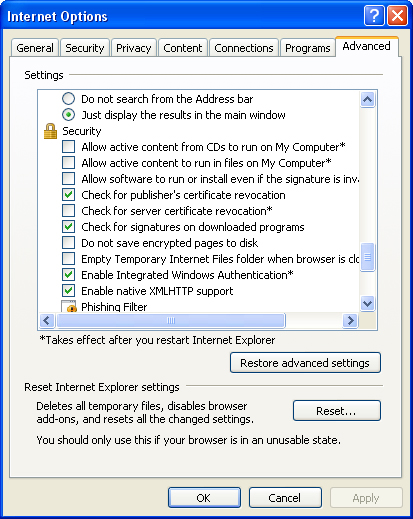 Internet Options
General Security Privacy Content Connections Programs Advanced
Settings
Do not search from the Address bar
Just display the results in the main window
Security
Allow active content from CDs to run on My Computer*
Allow active content to run in files on My Computer*
Allow software to run or install even if the signature is inva
Check for publisher's certificate revocation
Check for server certificate revocation*
Check for signatures on downloaded programs
Do not save encrypted pages to disk
Empty Temporary Internet Files folder when browser is clo
Enable Integrated Windows Authentication*
Enable native XMLHTTP support
Phishing Filter
*Takes effect after you restart Internet Explorer
Restore advanced settings
Reset Internet Explorer settings
Deletes all temporary files, disables browser
add-ons, and resets all the changed settings.
Reset...
You should only use this if your browser is in an unusable state.
OK Cancel Apply